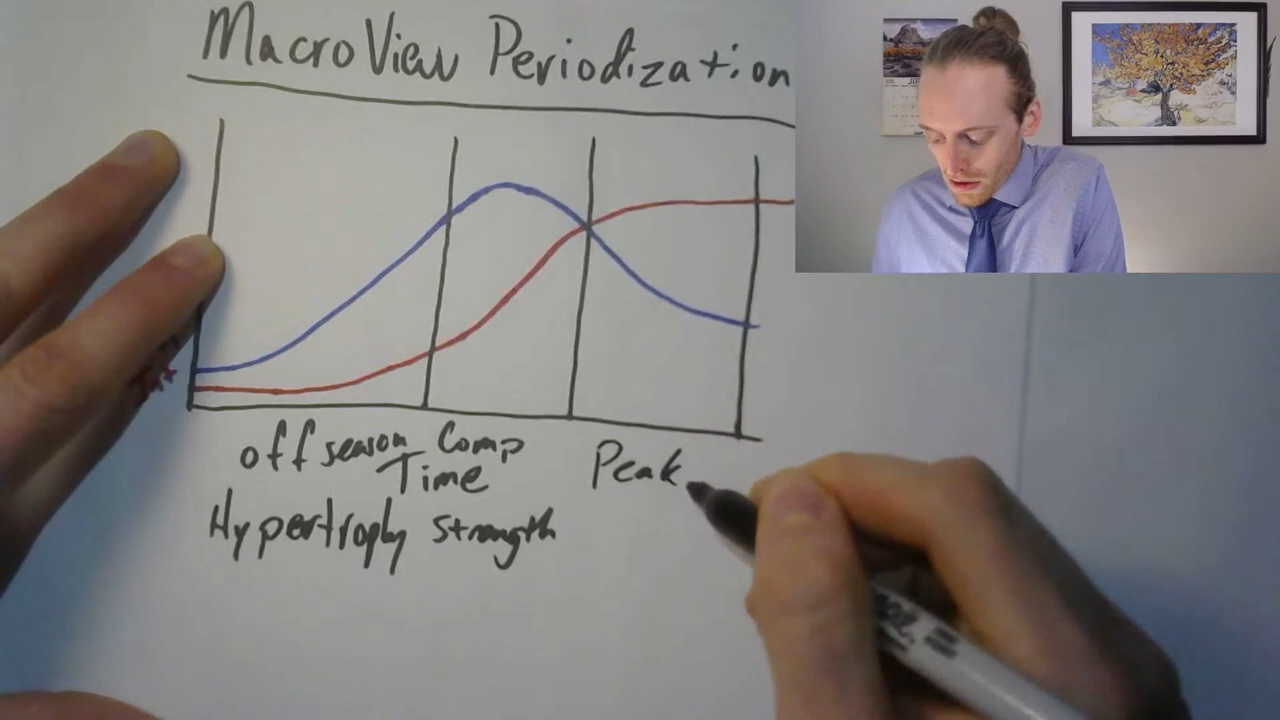 MacroView Periodization
off season Comp Peak
Time
Hypertrophy strength